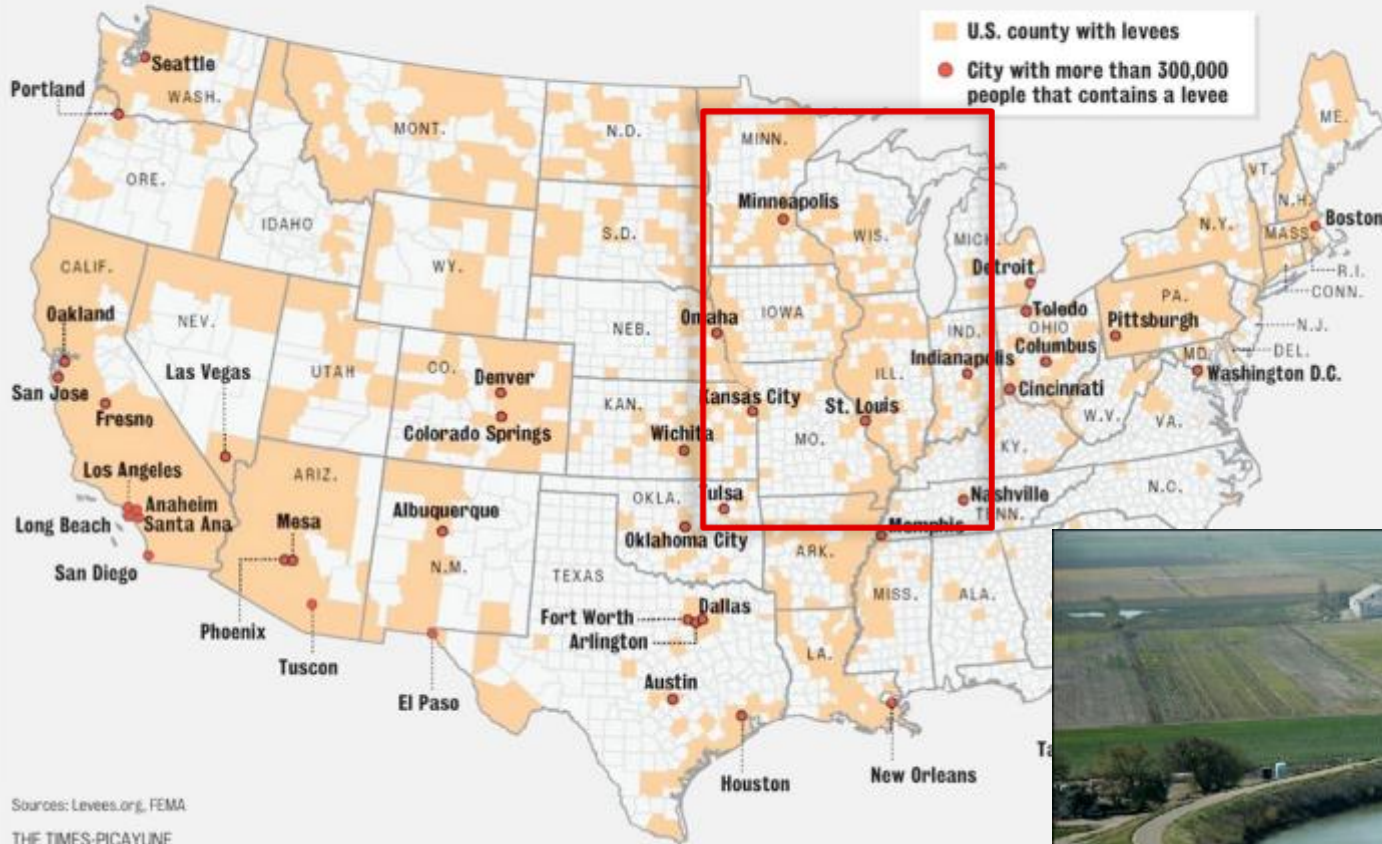 U.S. county with levees
City with more than 300,000
people that contains a levee
Seattle
Portland
WASH.
MONT.
N.D.
MINN.
ME.
ORE.
IDAHO
Minneapolis
VT.
N.H.
S.D.
WIS.
N.Y.
MASS.
Boston
WY.
MICH.
CALIF.
Detroit
R.I.
CONN.
Oakland
NEV.
NEB.
Omaha
IOWA
IND.
Toledo
OHIO
PA.
Pittsburgh
N.J.
Las Vegas
UTAH
CO.
Denver
Indianapolis
Columbus
MD.
DEL.
San Jose
ILL.
Washington D.C.
Fresno
KAN.
Kansas City
St. Louis
Cincinnati
W.V.
VA.
Colorado Springs
Wichita
MO.
KY.
Los Angeles
ARIZ.
Anaheim
Long Beach
Santa Ana
Mesa
Albuquerque
OKLA.
Tulsa
Nashville
TENN.
N.C.
Oklahoma City
Memphis
San Diego
N.M.
ARK.
TEXAS
MISS.
ALA.
Phoenix
Fort Worth
Dallas
Arlington
Tuscon
LA.
Austin
El Paso
Houston
New Orleans
Sources: Levees.org, FEMA
THE TIMES-PICAYUNE